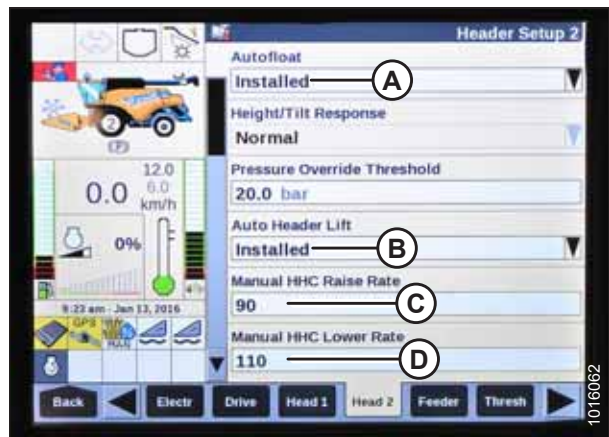 Header Setup 2
Autofloat
Installed
A
Height/Tilt Response
Normal
Pressure Override Threshold
20.0 bar
Auto Header Lift
Installed
B
Manual HHC Raise Rate
90
C
Manual HHC Lower Rate
110
D
2
(P)
12.0
0.0 6.0
km/h
0%
9:23 am - Jan 13, 2016
GPS
Back Electr Drive Head 1 Head 2 Feeder Thresh
1016062